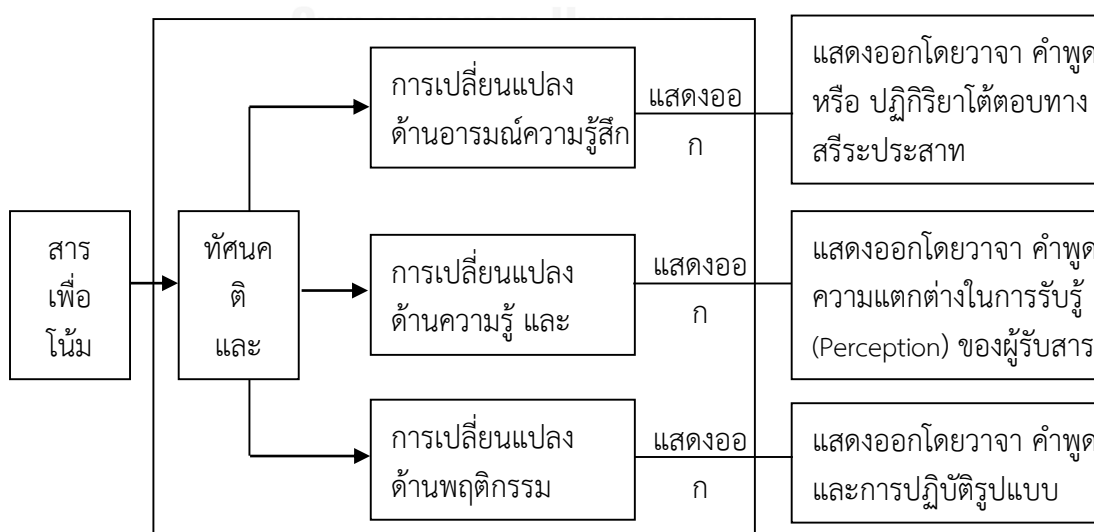 การเปลี่ยนแปลง
ด้านอารมณ์ความรู้สึก
แสดงออ
ก
แสดงออกโดยวาจา คำพูด
หรือ ปฏิกิริยาโต้ตอบทาง
สรีระประสาท
สาร
เพื่อ
โน้ม
ทัศนค
ติ
และ
การเปลี่ยนแปลง
ด้านความรู้ และ
แสดงออ
ก
แสดงออกโดยวาจา คำพูด
ความแตกต่างในการรับรู้
(Perception) ของผู้รับสาร
การเปลี่ยนแปลง
ด้านพฤติกรรม
แสดงออ
ก
แสดงออกโดยวาจา คำพูด
และการปฏิบัติรูปแบบ